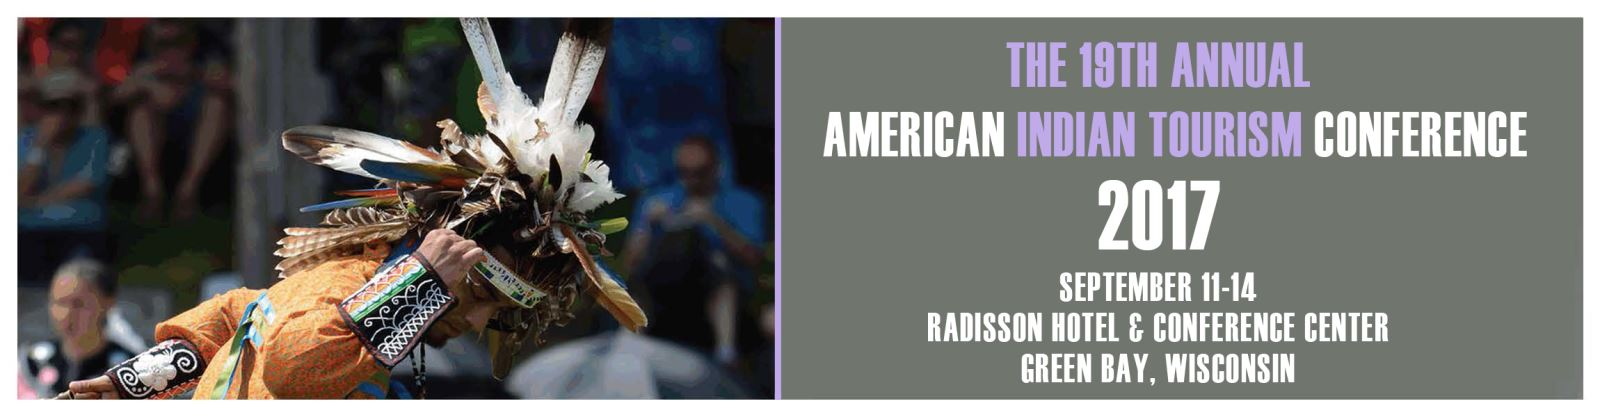 THE 19TH ANNUAL
AMERICAN INDIAN TOURISM CONFERENCE
2017
SEPTEMBER 11-14
RADISSON HOTEL & CONFERENCE CENTER
GREEN BAY, WISCONSIN